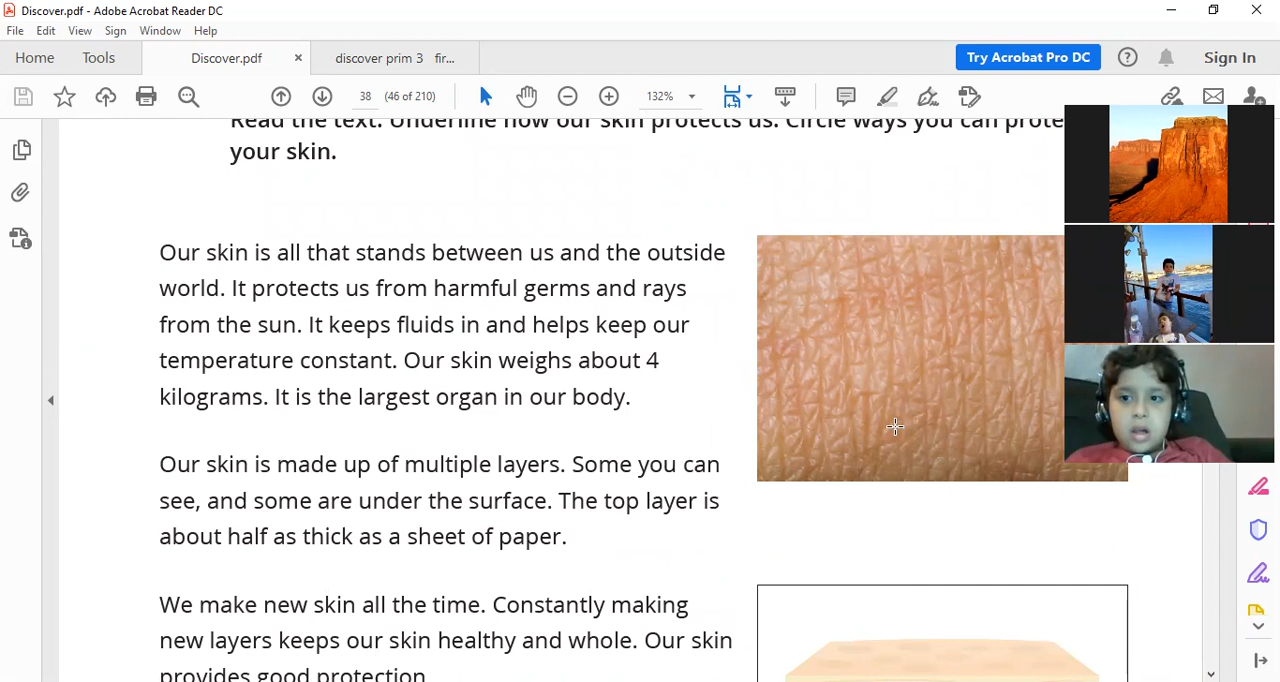 Discover.pdf - Adobe Acrobat Reader DC
File Edit View Sign Window Help
Home Tools Discover.pdf × discover prim 3 fir... Try Acrobat Pro DC Sign In
38 (46 of 210) 132%
Read the text. Underline how our skin protects us. Circle ways you can prote
your skin.
Our skin is all that stands between us and the outside
world. It protects us from harmful germs and rays
from the sun. It keeps fluids in and helps keep our
temperature constant. Our skin weighs about 4
kilograms. It is the largest organ in our body.
Our skin is made up of multiple layers. Some you can
see, and some are under the surface. The top layer is
about half as thick as a sheet of paper.
We make new skin all the time. Constantly making
new layers keeps our skin healthy and whole. Our skin
provides good protection.